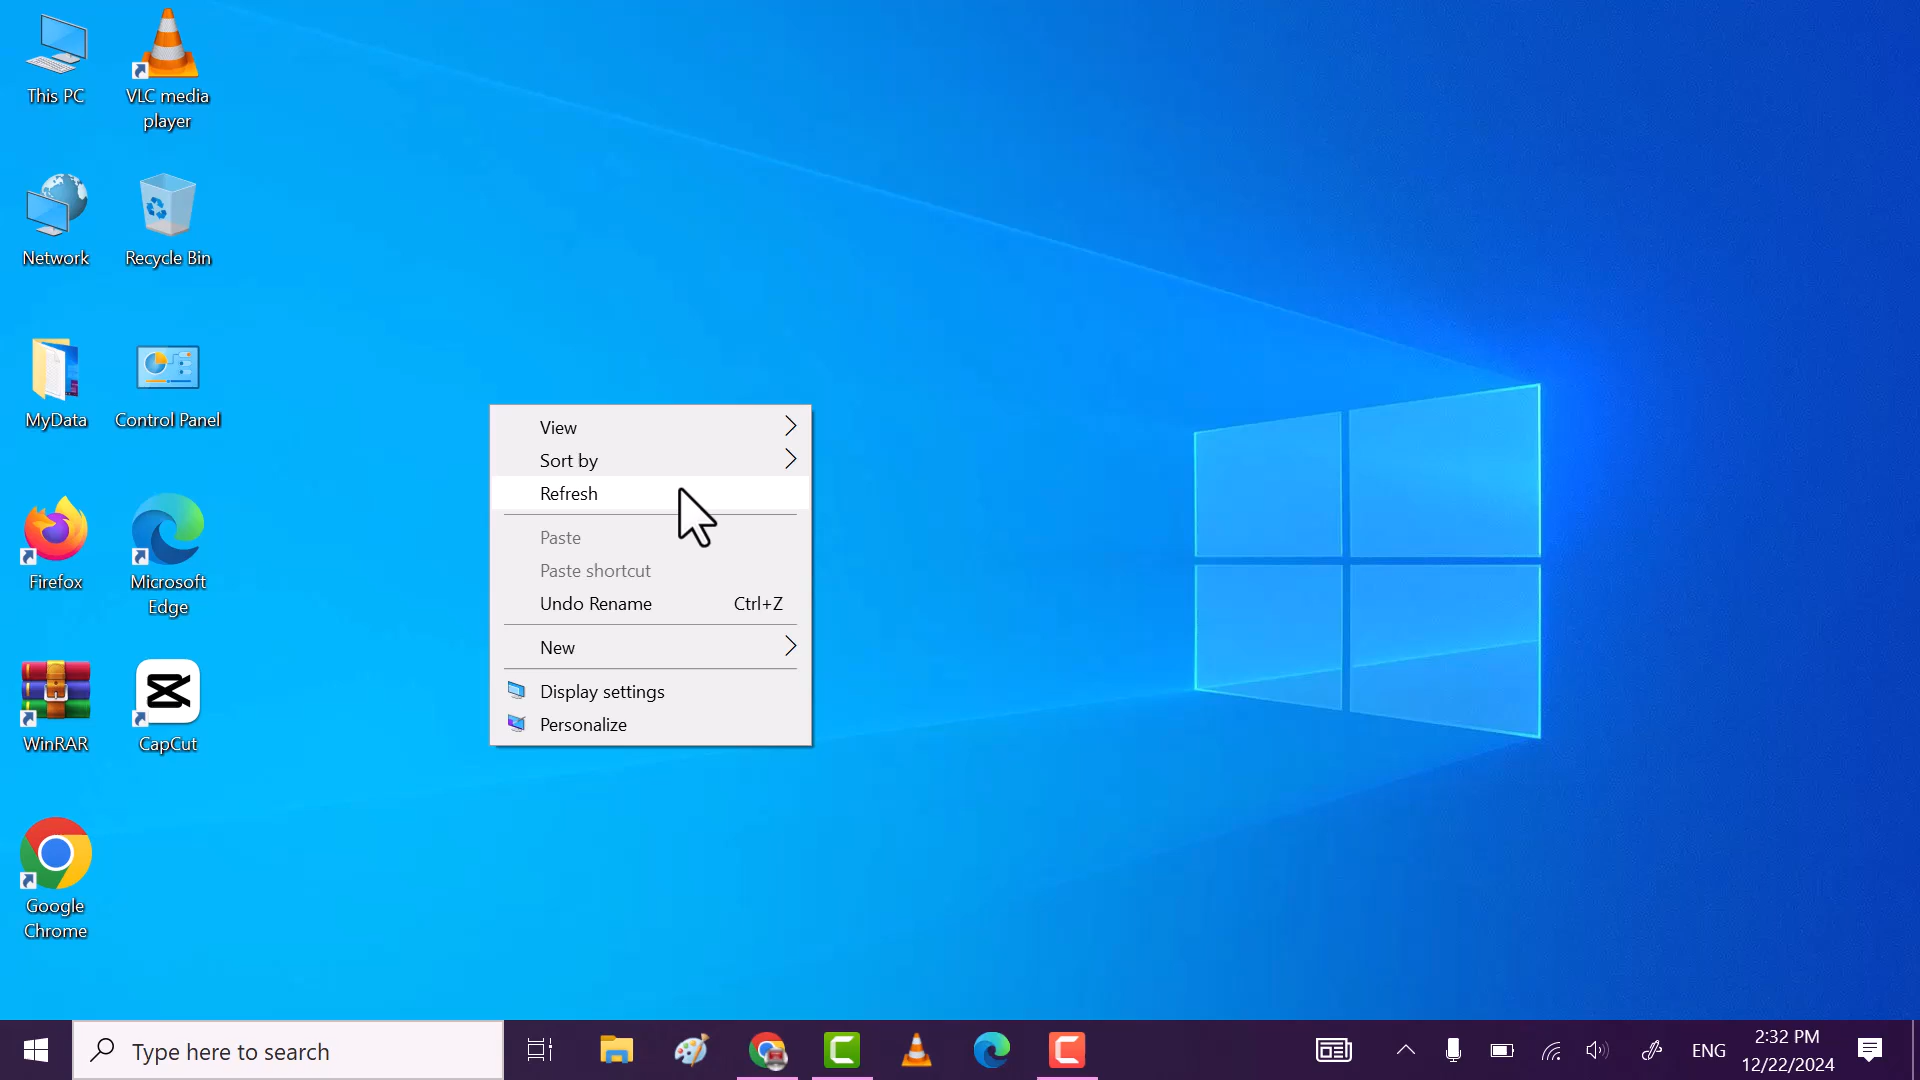 This PC
VLC media
player
Network
Recycle Bin
MyData
Control Panel
Firefox
Microsoft
Edge
WinRAR
CapCut
Google
Chrome
View
Sort by
Refresh
Paste
Paste shortcut
Undo Rename Ctrl+Z
New
Display settings
Personalize
Type here to search
ENG
2:32 PM
12/22/2024